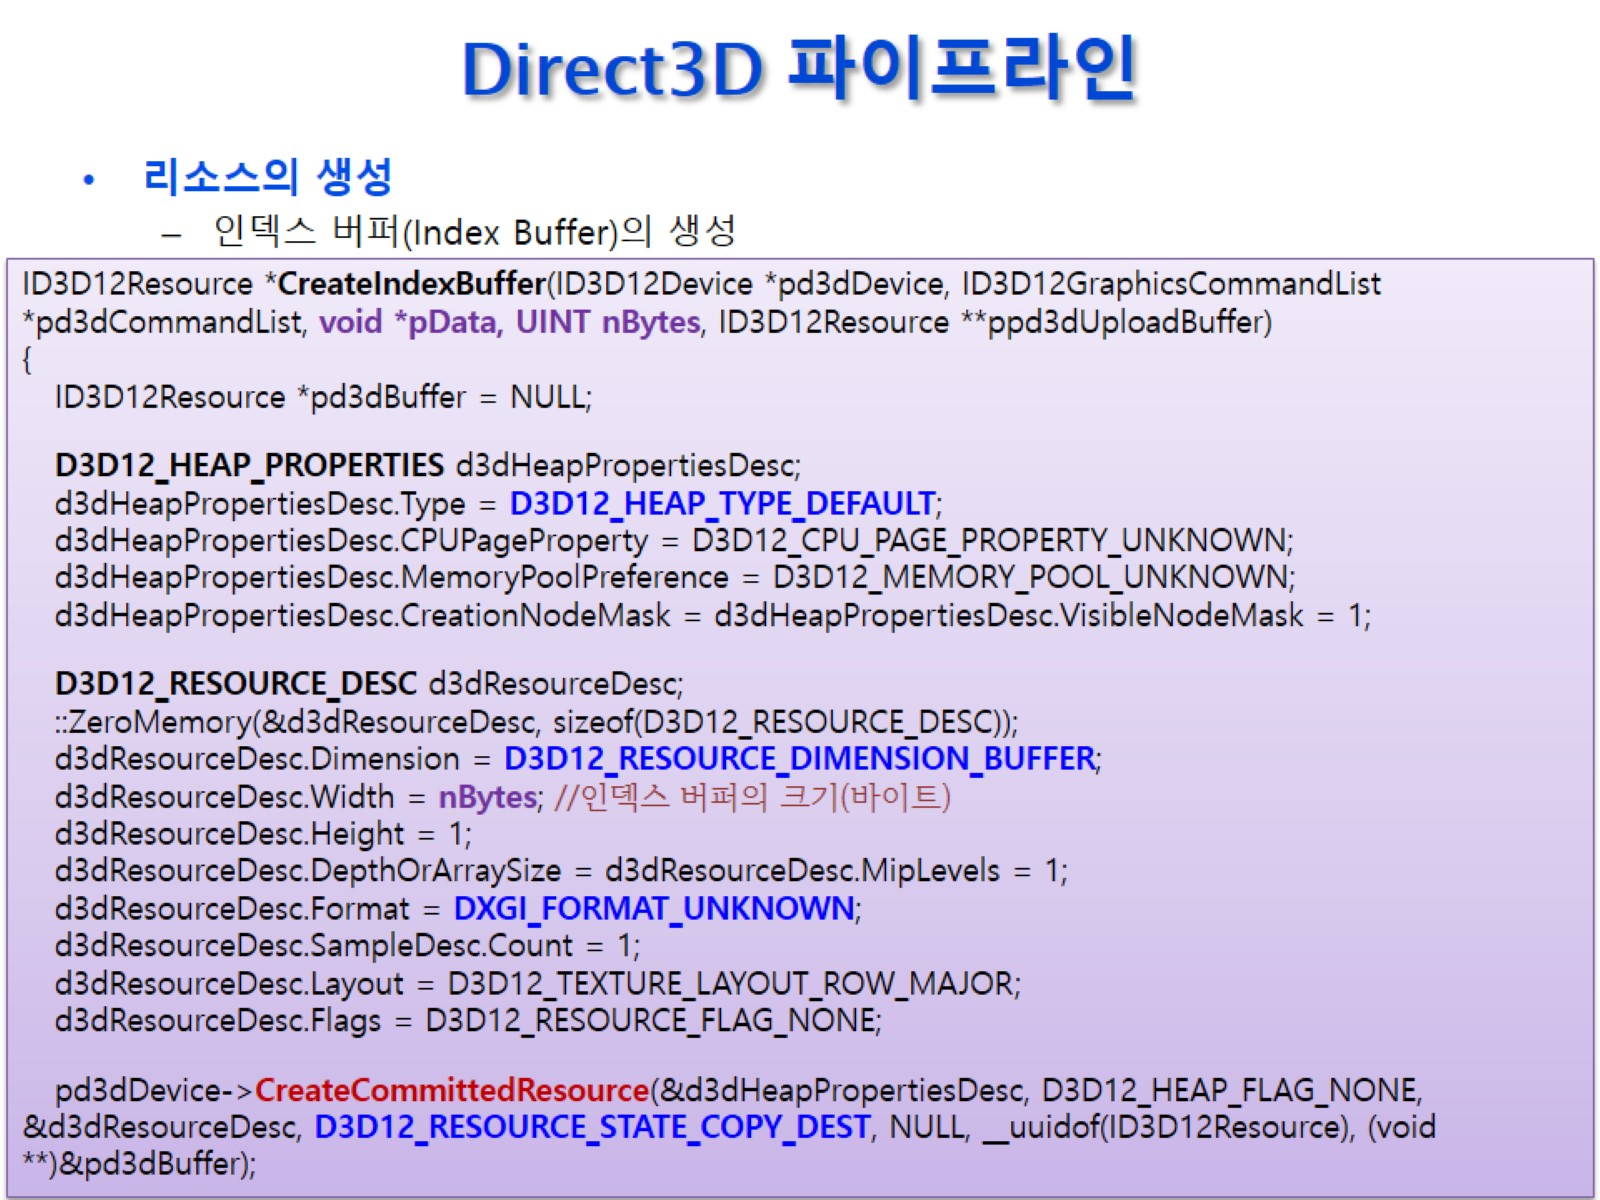 Direct3D 파이프라인
• 리소스의 생성
– 인덱스 버퍼(Index Buffer)의 생성
ID3D12Resource *CreateIndexBuffer(ID3D12Device *pd3dDevice, ID3D12GraphicsCommandList
*pd3dCommandList, void *pData, UINT nBytes, ID3D12Resource **ppd3dUploadBuffer)
{
ID3D12Resource *pd3dBuffer = NULL;
D3D12_HEAP_PROPERTIES d3dHeapPropertiesDesc;
d3dHeapPropertiesDesc.Type = D3D12_HEAP_TYPE_DEFAULT;
d3dHeapPropertiesDesc.CPUPageProperty = D3D12_CPU_PAGE_PROPERTY_UNKNOWN;
d3dHeapPropertiesDesc.MemoryPoolPreference = D3D12_MEMORY_POOL_UNKNOWN;
d3dHeapPropertiesDesc.CreationNodeMask = d3dHeapPropertiesDesc.VisibleNodeMask = 1;
D3D12_RESOURCE_DESC d3dResourceDesc;
::ZeroMemory(&d3dResourceDesc, sizeof(D3D12_RESOURCE_DESC));
d3dResourceDesc.Dimension = D3D12_RESOURCE_DIMENSION_BUFFER;
d3dResourceDesc.Width = nBytes; //인덱스 버퍼의 크기(바이트)
d3dResourceDesc.Height = 1;
d3dResourceDesc.DepthOrArraySize = d3dResourceDesc.MipLevels = 1;
d3dResourceDesc.Format = DXGI_FORMAT_UNKNOWN;
d3dResourceDesc.SampleDesc.Count = 1;
d3dResourceDesc.Layout = D3D12_TEXTURE_LAYOUT_ROW_MAJOR;
d3dResourceDesc.Flags = D3D12_RESOURCE_FLAG_NONE;
pd3dDevice->CreateCommittedResource(&d3dHeapPropertiesDesc, D3D12_HEAP_FLAG_NONE,
&d3dResourceDesc, D3D12_RESOURCE_STATE_COPY_DEST, NULL, __uuidof(ID3D12Resource), (void
**)&pd3dBuffer);